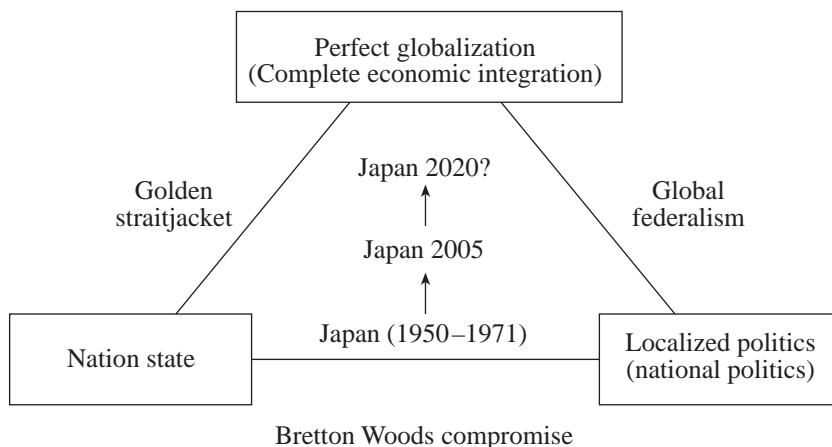 Perfect globalization
(Complete economic integration)
Japan 2020?
Golden
straitjacket
Global
federalism
Japan 2005
Japan (1950–1971)
Nation state
Localized politics
(national politics)
Bretton Woods compromise